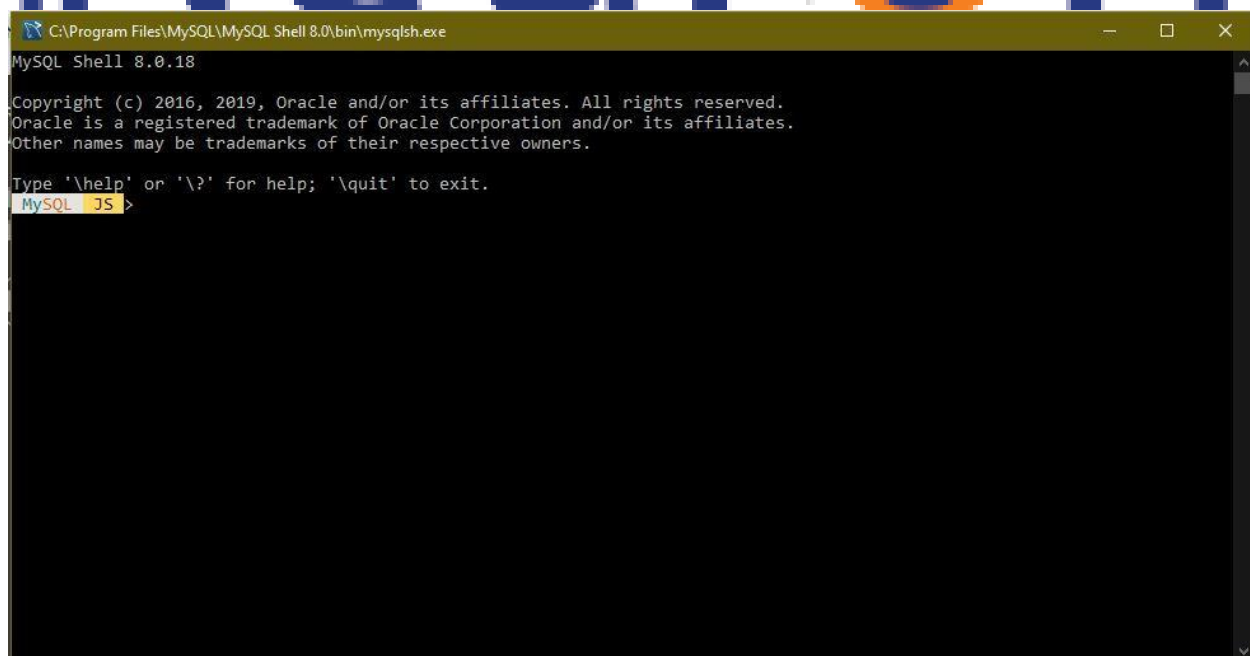 C:\Program Files\MySQL\MySQL Shell 8.0\bin\mysqlsh.exe
MySQL Shell 8.0.18
Copyright (c) 2016, 2019, Oracle and/or its affiliates. All rights reserved.
Oracle is a registered trademark of Oracle Corporation and/or its affiliates.
Other names may be trademarks of their respective owners.
Type '\help' or '\?' for help; '\quit' to exit.
MySQL JS >